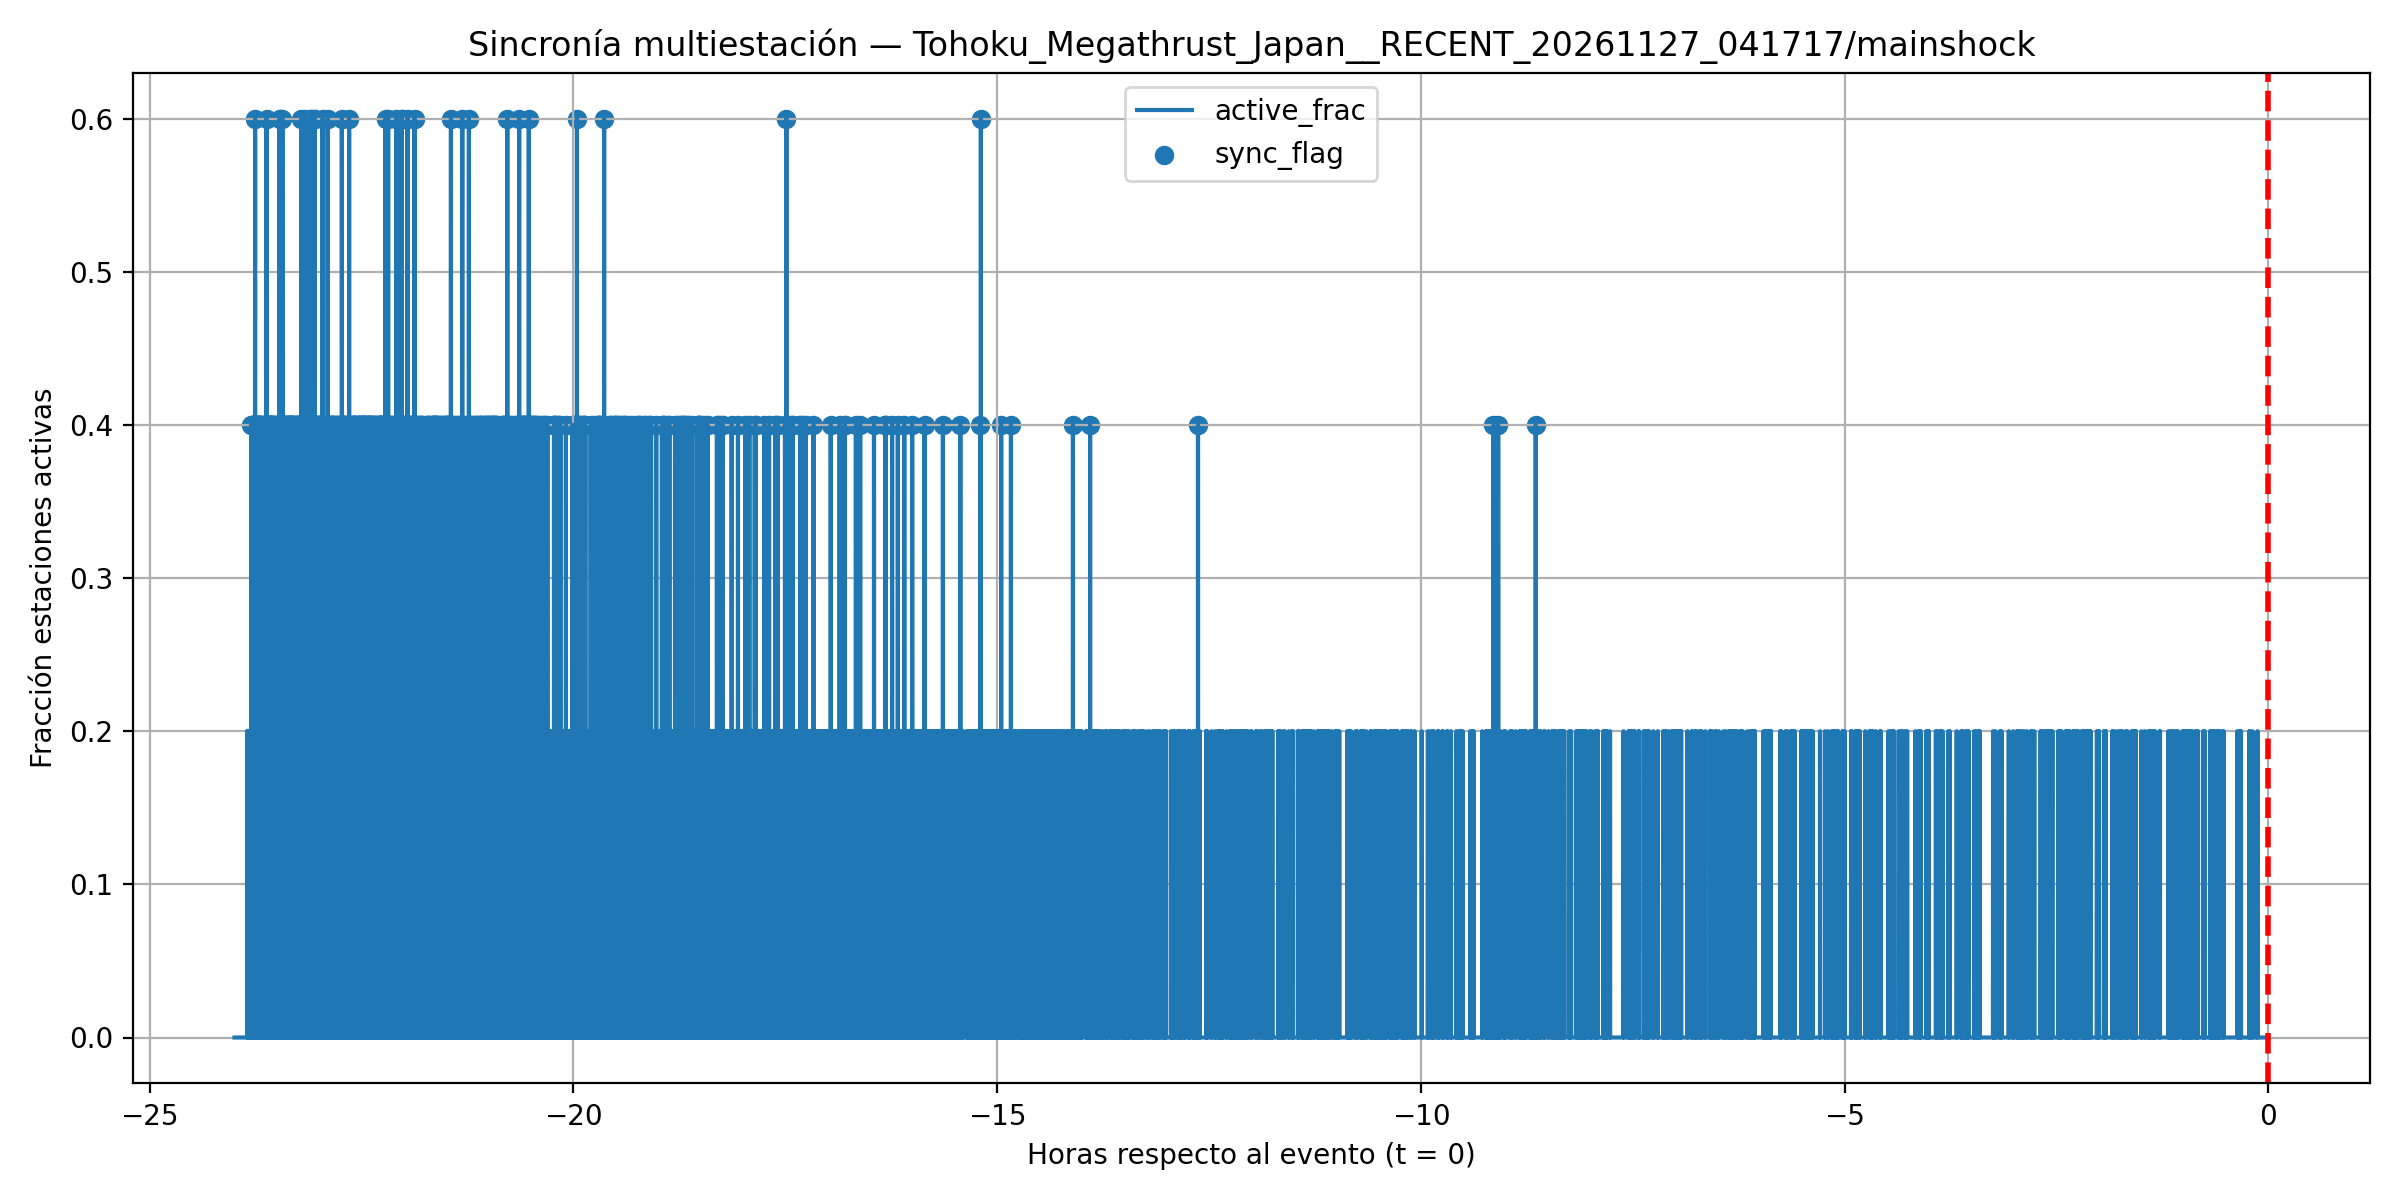 Sincronía multiestación — Tohoku_Megathrust_Japan__RECENT_20261127_041717/mainshock
active_frac
sync_flag
Fracción estaciones activas
0.6
0.5
0.4
0.3
0.2
0.1
0.0
−25
−20
−15
−10
−5
0
Horas respecto al evento (t = 0)